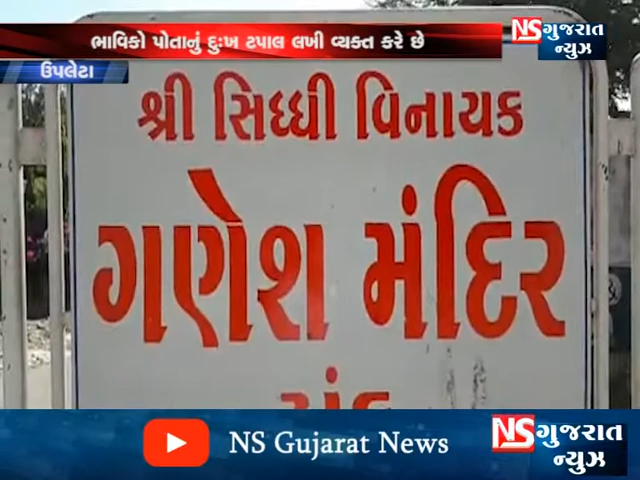 ભાવિકો પોતાનું દુઃખ ટપાલ લખી વ્યક્ત કરે છે
NS ગુજરાત
ન્યુઝ
ઉપલેટા
શ્રી સિધ્ધી વિનાયક
ગણેશ મંદિર
NS Gujarat News
NS ગુજરાત
ન્યુઝ